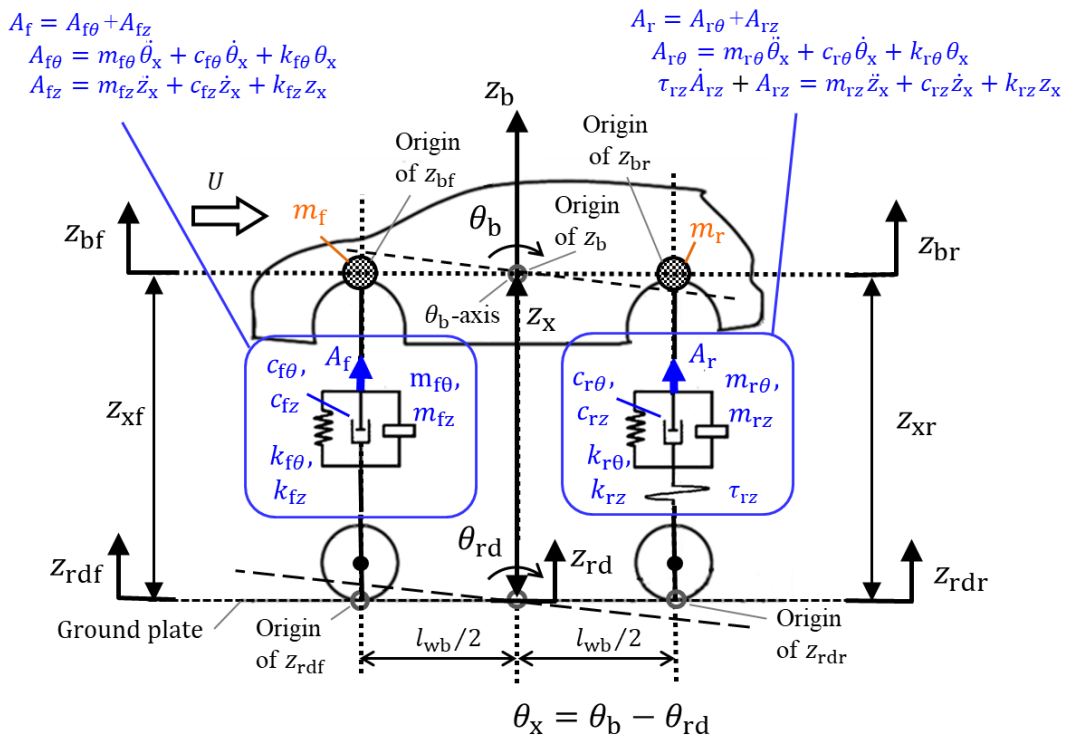 A_f = A_fθ + A_fz
A_fθ = m_fθ θ̈_x + c_fθ θ̇_x + k_fθ θ_x
A_fz = m_fz z̈_x + c_fz ż_x + k_fz z_x
A_r = A_rθ + A_rz
A_rθ = m_rθ θ̈_x + c_rθ θ̇_x + k_rθ θ_x
τ_rz Ȧ_rz + A_rz = m_rz z̈_x + c_rz ż_x + k_rz z_x
z_b
Origin
of z_bf
Origin
of z_br
U
m_f
θ_b
Origin
of z_b
m_r
z_bf
z_br
θ_b-axis
z_x
A_f
c_fθ,
c_fz
m_fθ,
m_fz
k_fθ,
k_fz
A_r
c_rθ,
c_rz
m_rθ,
m_rz
k_rθ,
k_rz
τ_rz
z_xf
z_xr
θ_rd
z_rd
z_rdf
z_rdr
Ground plate
Origin
of z_rdf
l_wb/2
l_wb/2
Origin
of z_rdr
θ_x = θ_b − θ_rd